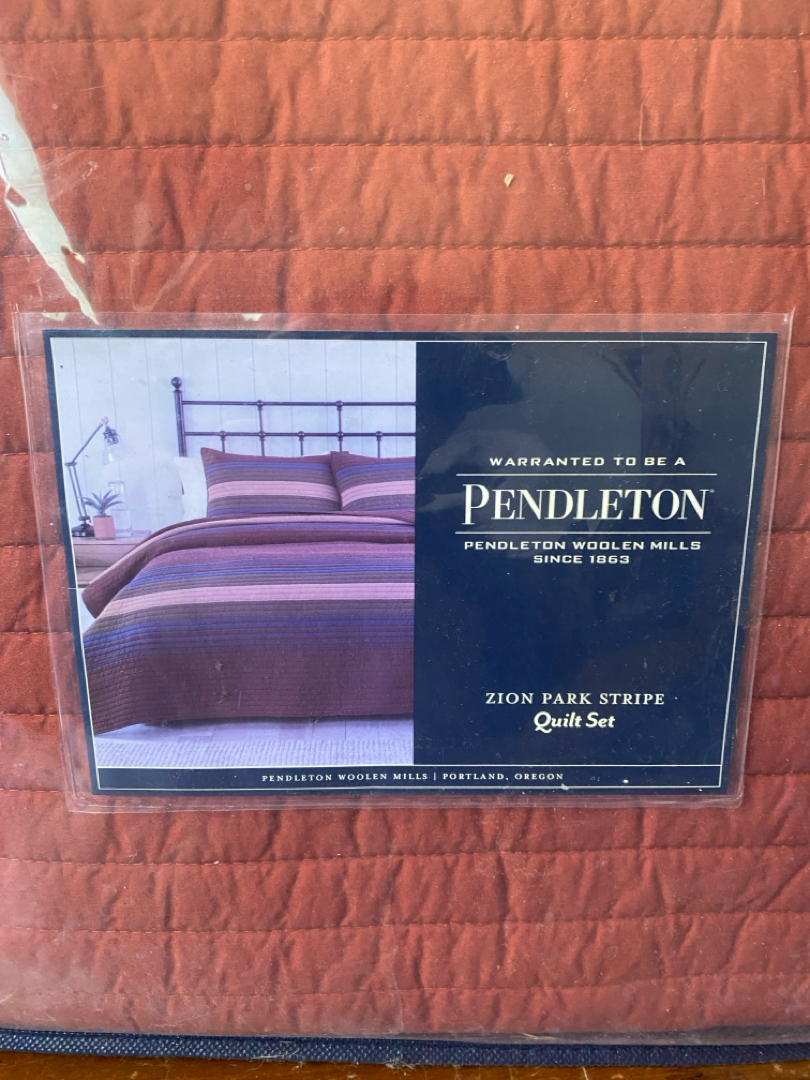 WARRANTED TO BE A
PENDLETON®
PENDLETON WOOLEN MILLS
SINCE 1863
ZION PARK STRIPE
Quilt Set
PENDLETON WOOLEN MILLS | PORTLAND, OREGON